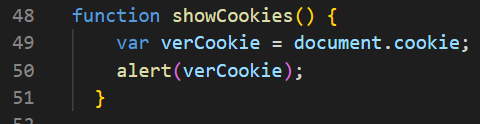 48 function showCookies() {
49 var verCookie = document.cookie;
50 alert(verCookie);
51 }